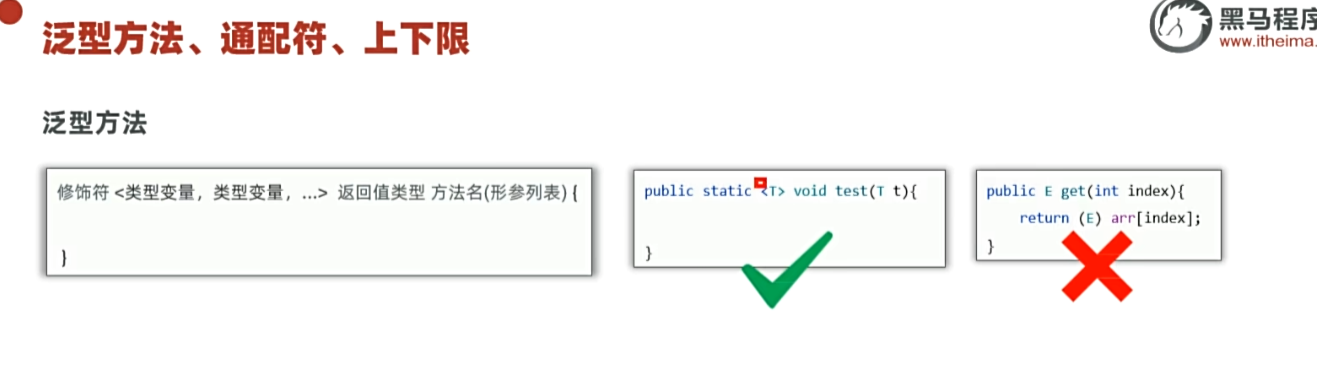 泛型方法、通配符、上下限
黑马程序
www.itheima.
泛型方法
修饰符 <类型变量，类型变量，...> 返回值类型 方法名(形参列表) {
}
public static <T> void test(T t){
}
public E get(int index){
return (E) arr[index];
}